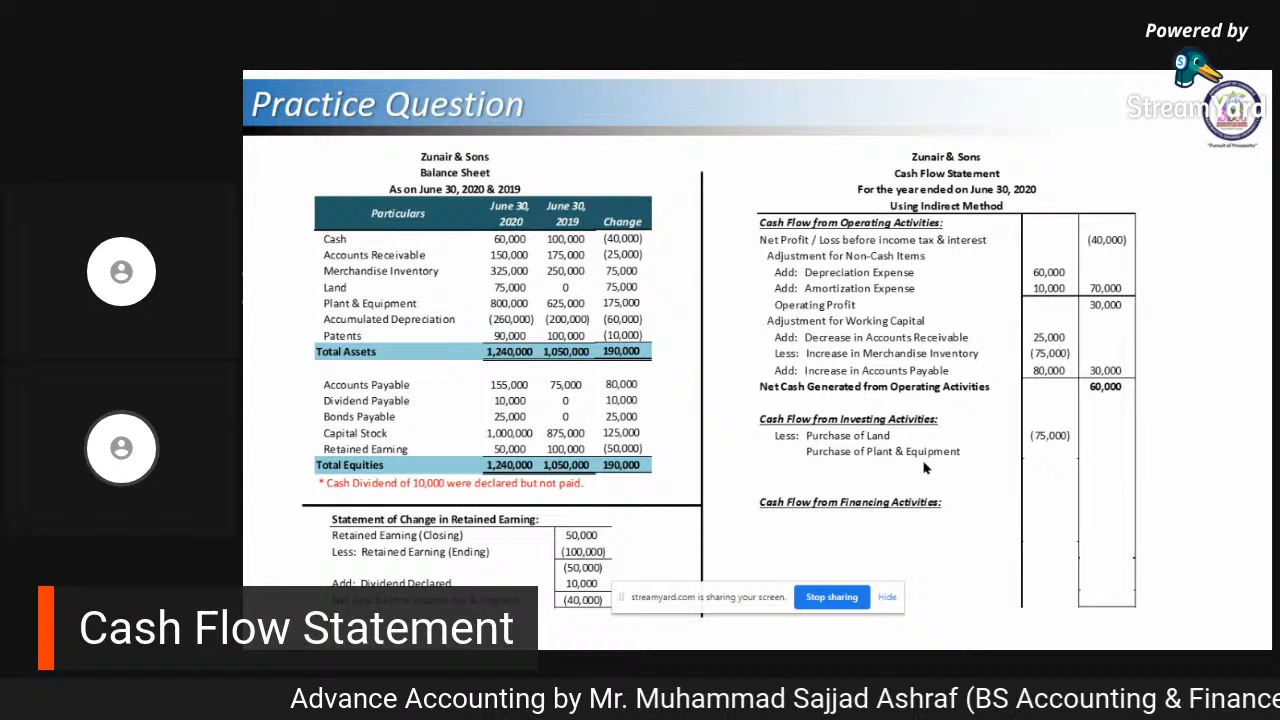 Powered by
StreamYard
Practice Question
"Pursuit of Prosperity"
Zunair & Sons
Balance Sheet
As on June 30, 2020 & 2019
Particulars June 30, 2020 June 30, 2019 Change
Cash 60,000 100,000 (40,000)
Accounts Receivable 150,000 175,000 (25,000)
Merchandise Inventory 325,000 250,000 75,000
Land 75,000 0 75,000
Plant & Equipment 800,000 625,000 175,000
Accumulated Depreciation (260,000) (200,000) (60,000)
Patents 90,000 100,000 (10,000)
Total Assets 1,240,000 1,050,000 190,000
Accounts Payable 155,000 75,000 80,000
Dividend Payable 10,000 0 10,000
Bonds Payable 25,000 0 25,000
Capital Stock 1,000,000 875,000 125,000
Retained Earning 50,000 100,000 (50,000)
Total Equities 1,240,000 1,050,000 190,000
* Cash Dividend of 10,000 were declared but not paid.
Statement of Change in Retained Earning:
Retained Earning (Closing) 50,000
Less: Retained Earning (Ending) (100,000)
(50,000)
Add: Dividend Declared 10,000
(40,000)
Zunair & Sons
Cash Flow Statement
For the year ended on June 30, 2020
Using Indirect Method
Cash Flow from Operating Activities:
Net Profit / Loss before income tax & interest (40,000)
Adjustment for Non-Cash Items
Add: Depreciation Expense 60,000
Add: Amortization Expense 10,000 70,000
Operating Profit 30,000
Adjustment for Working Capital
Add: Decrease in Accounts Receivable 25,000
Less: Increase in Merchandise Inventory (75,000)
Add: Increase in Accounts Payable 80,000 30,000
Net Cash Generated from Operating Activities 60,000
Cash Flow from Investing Activities:
Less: Purchase of Land (75,000)
Purchase of Plant & Equipment
Cash Flow from Financing Activities:
streamyard.com is sharing your screen. Stop sharing Hide
Cash Flow Statement
Advance Accounting by Mr. Muhammad Sajjad Ashraf (BS Accounting & Finance